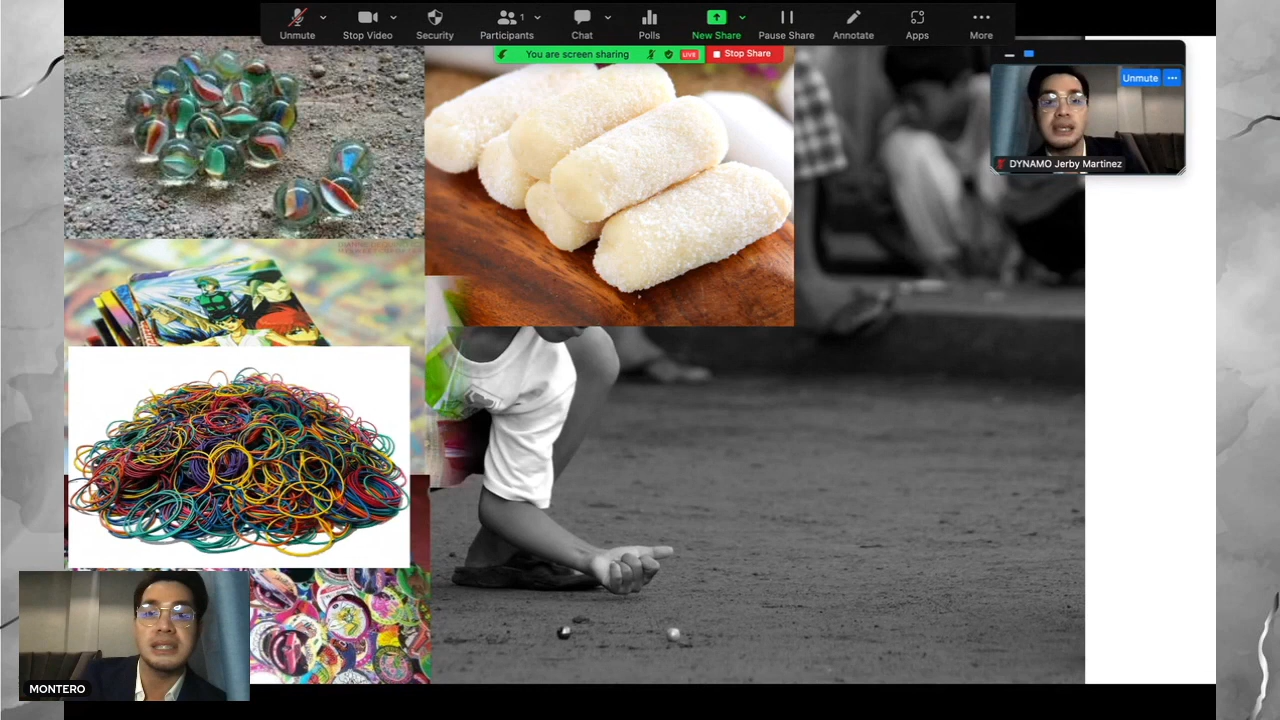 Unmute
Stop Video
Security
Participants
1
Chat
Polls
New Share
Pause Share
Annotate
Apps
More
You are screen sharing
LIVE
Stop Share
Unmute
DYNAMO Jerby Martinez
MONTERO